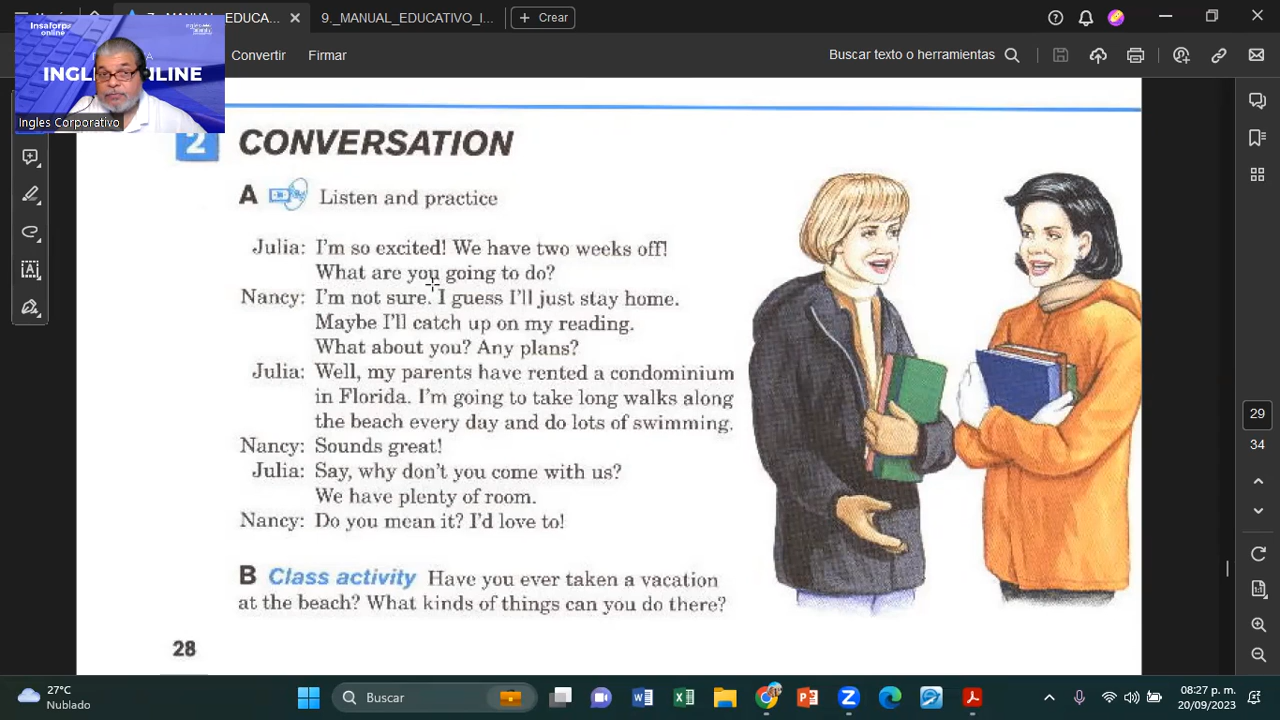 7._MANUAL_EDUCA...
9._MANUAL_EDUCATIVO_I...
Crear
Insaforp
online
INGL
NLINE
Ingles Corporativo
Convertir
Firmar
Buscar texto o herramientas
2 CONVERSATION
A Listen and practice
Julia: I'm so excited! We have two weeks off!
What are you going to do?
Nancy: I'm not sure. I guess I'll just stay home.
Maybe I'll catch up on my reading.
What about you? Any plans?
Julia: Well, my parents have rented a condominium
in Florida. I'm going to take long walks along
the beach every day and do lots of swimming.
Nancy: Sounds great!
Julia: Say, why don't you come with us?
We have plenty of room.
Nancy: Do you mean it? I'd love to!
B Class activity Have you ever taken a vacation
at the beach? What kinds of things can you do there?
28
29
34
27°C
Nublado
Buscar
08:27 p. m.
20/09/2023